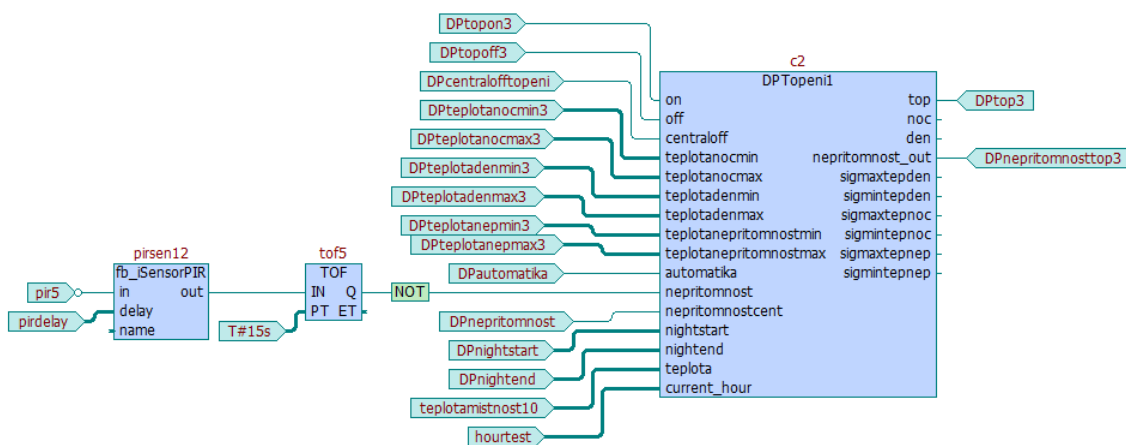 DPtopon3
DPtopoff3
DPcentralofftopeni
DPteplotanocmin3
DPteplotanocmax3
DPteplotadenmin3
DPteplotadenmax3
DPteplotanepmin3
DPteplotanepmax3
DPautomatika
DPnepritomnost
DPnightstart
DPnightend
teplotamistnost10
hourtest
pirsen12
fb_iSensorPIR
in out
delay
name
pir5
pirdelay
tof5
TOF
IN Q
PT ET
T#15s
NOT
c2
DPTopeni1
on top
off noc
centraloff den
teplotanocmin nepritomnost_out
teplotanocmax sigmaxtepden
teplotadenmin sigmintepden
teplotadenmax sigmaxtepnoc
teplotanepritomnostmin sigmintepnoc
teplotanepritomnostmax sigmaxtepnep
automatika sigmintepnep
nepritomnost
nepritomnostcent
nightstart
nightend
teplota
current_hour
DPtop3
DPnepritomnosttop3